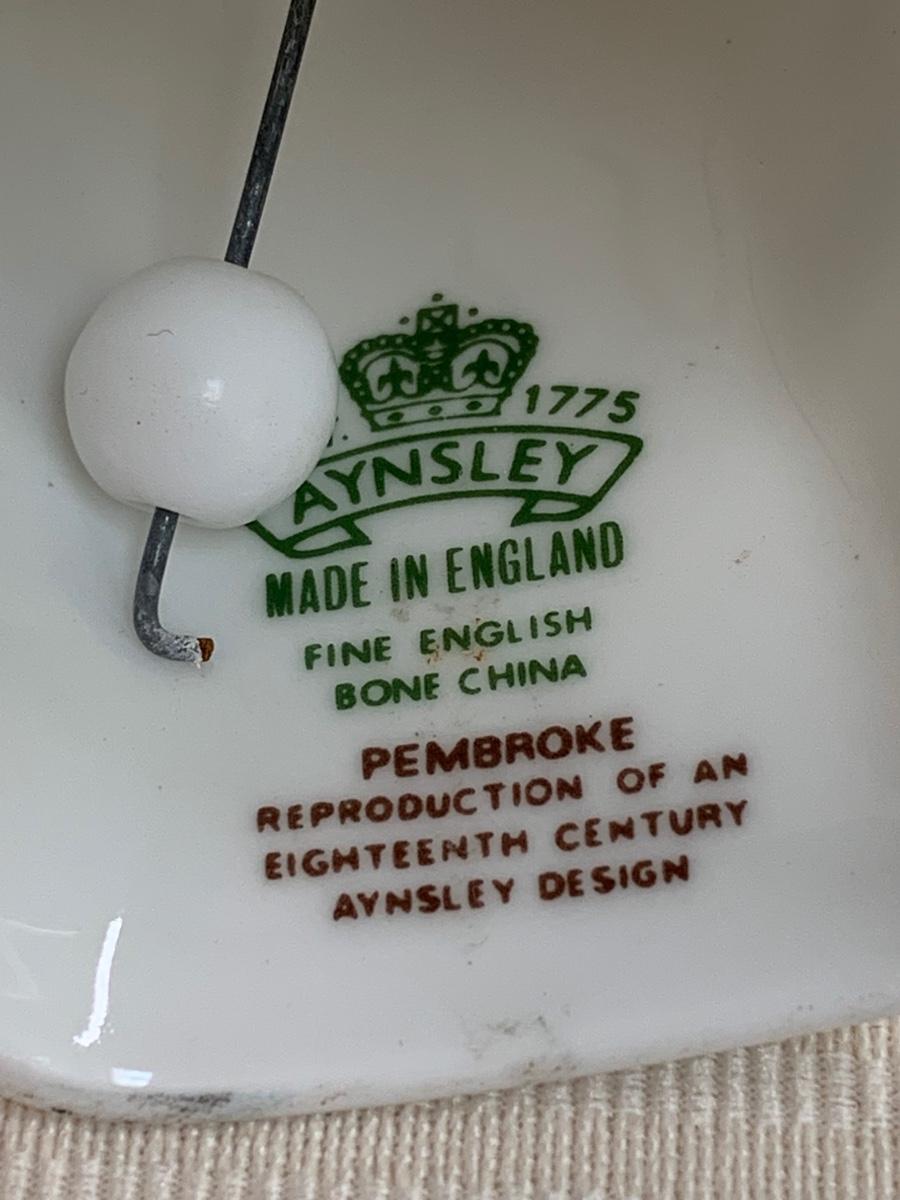 1775
AYNSLEY
MADE IN ENGLAND
FINE ENGLISH
BONE CHINA
PEMBROKE
REPRODUCTION OF AN
EIGHTEENTH CENTURY
AYNSLEY DESIGN